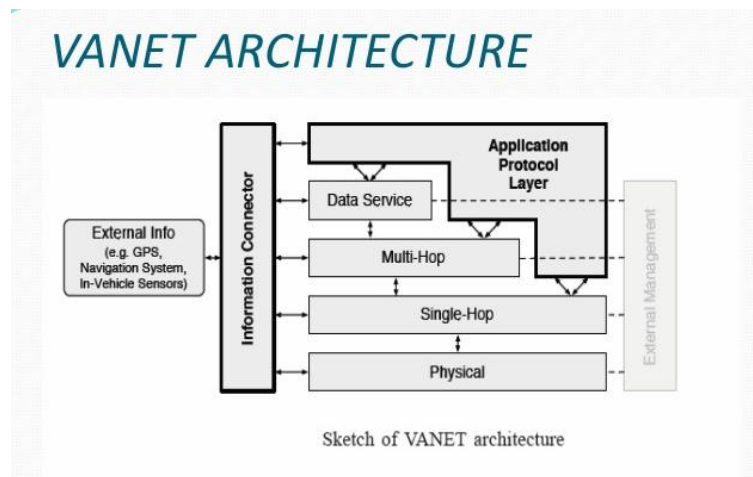 VANET ARCHITECTURE
Application
Protocol
Layer
Data Service
External Info
(e.g. GPS,
Navigation System,
In-Vehicle Sensors)
Information Connector
Multi-Hop
External Management
Single-Hop
Physical
Sketch of VANET architecture